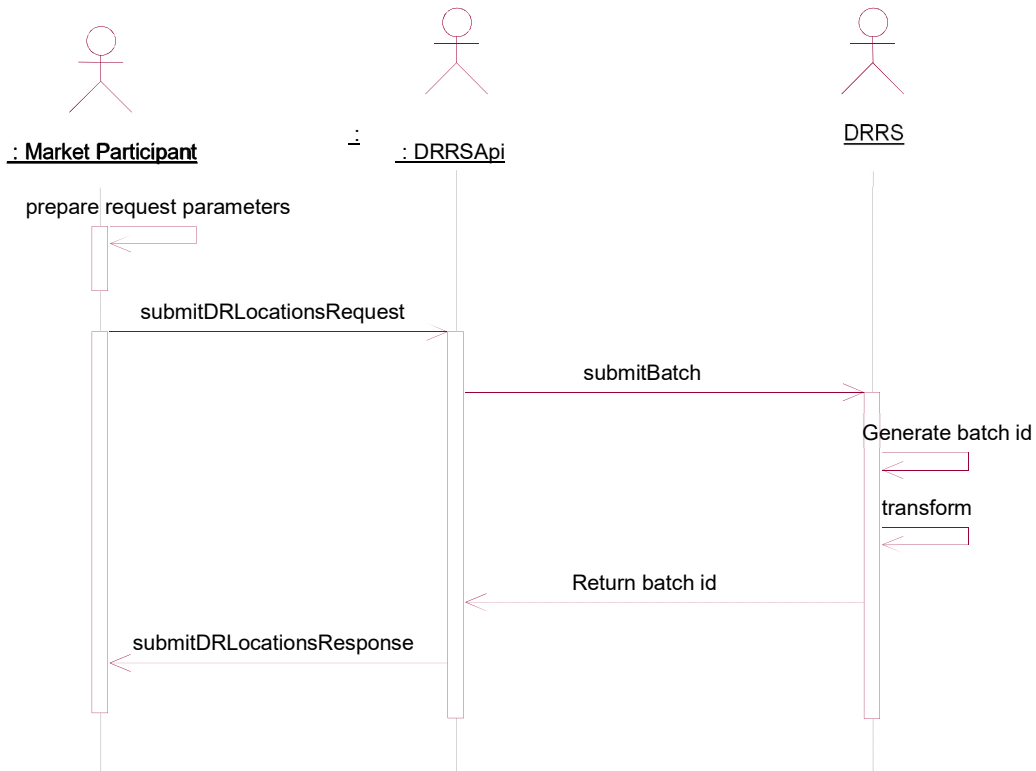 : Market Participant
:
: DRRSApi
DRRS
prepare request parameters
submitDRLocationsRequest
submitBatch
Generate batch id
transform
Return batch id
submitDRLocationsResponse